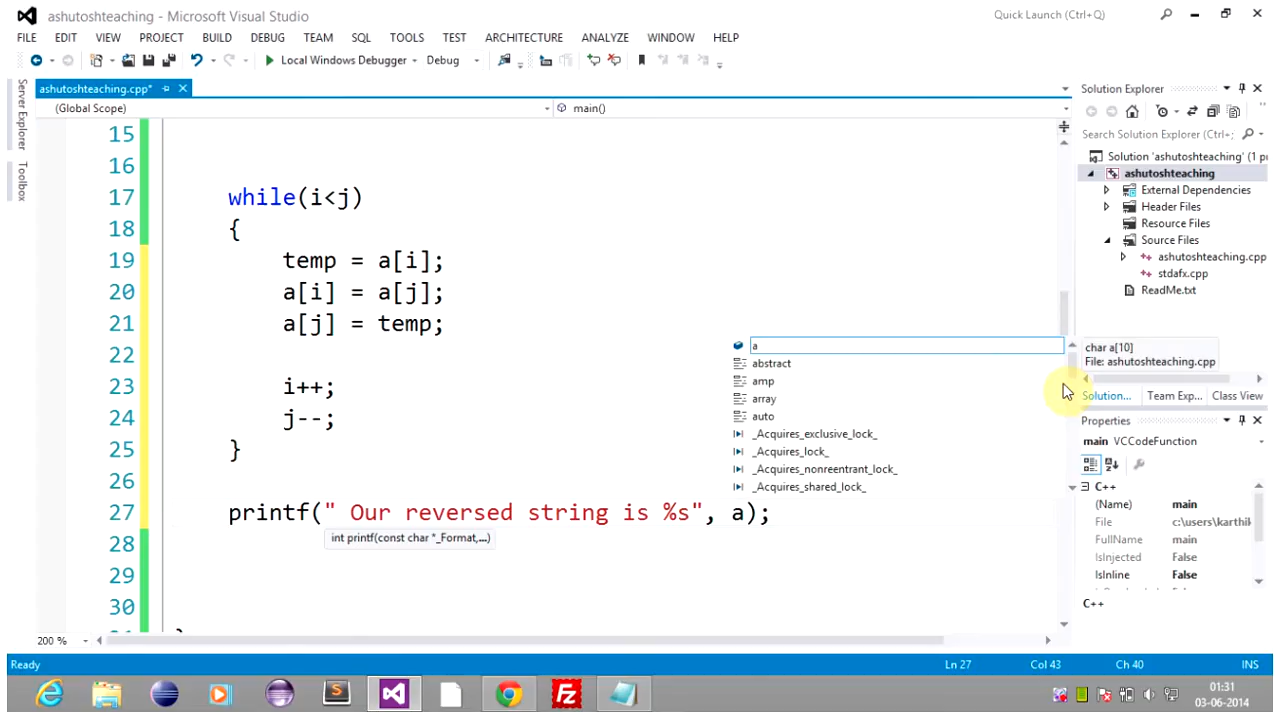 ashutoshteaching - Microsoft Visual Studio
Quick Launch (Ctrl+Q)
FILE EDIT VIEW PROJECT BUILD DEBUG TEAM SQL TOOLS TEST ARCHITECTURE ANALYZE WINDOW HELP
Local Windows Debugger Debug
Server Explorer
Toolbox
ashutoshteaching.cpp*
(Global Scope) main()
15
16
17 while(i<j)
18 {
19 temp = a[i];
20 a[i] = a[j];
21 a[j] = temp;
22
23 i++;
24 j--;
25 }
26
27 printf(" Our reversed string is %s", a);
28
29
30
int printf(const char *_Format,...)
a
abstract
amp
array
auto
_Acquires_exclusive_lock_
_Acquires_lock_
_Acquires_nonreentrant_lock_
_Acquires_shared_lock_
char a[10]
File: ashutoshteaching.cpp
Solution Explorer
Search Solution Explorer (Ctrl+;
Solution 'ashutoshteaching' (1 p
ashutoshteaching
External Dependencies
Header Files
Resource Files
Source Files
ashutoshteaching.cpp
stdafx.cpp
ReadMe.txt
Solution... Team Exp... Class View
Properties
main VCCodeFunction
C++
(Name) main
File c:\users\karthik
FullName main
IsInjected False
IsInline False
C++
200 %
Ready Ln 27 Col 43 Ch 40 INS
01:31
03-06-2014